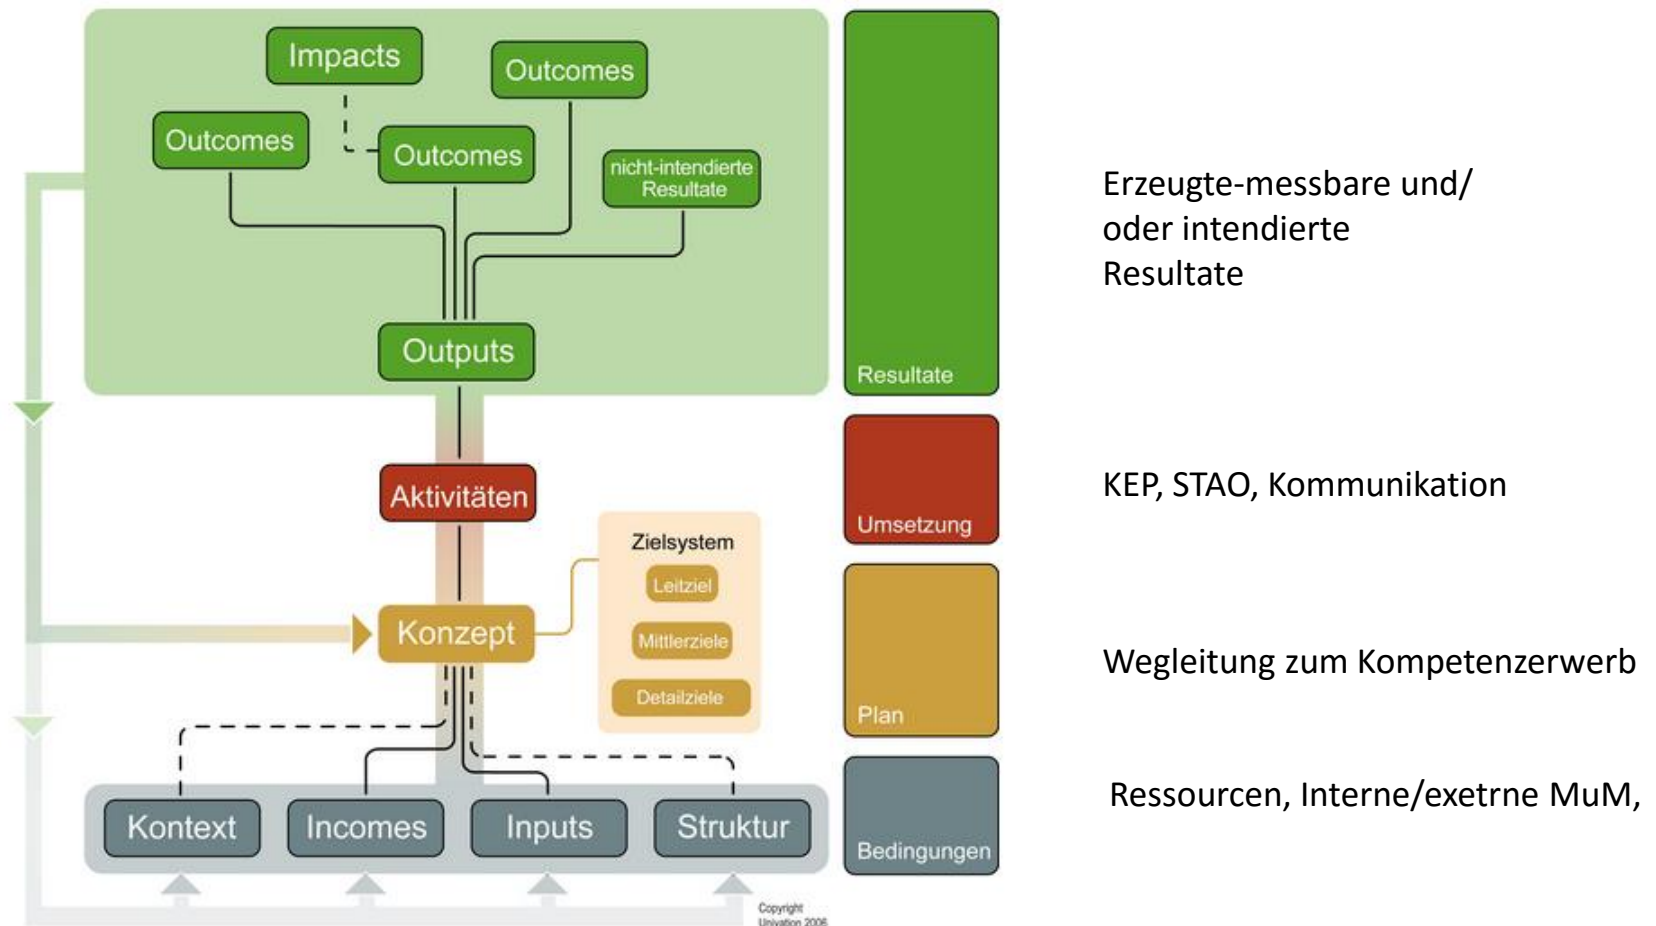 Impacts
Outcomes
Outcomes
Outcomes
nicht-intendierte
Resultate
Outputs
Resultate
Erzeugte-messbare und/
oder intendierte
Resultate
Aktivitäten
Umsetzung
KEP, STAO, Kommunikation
Zielsystem
Leitziel
Mittlerziele
Detailziele
Konzept
Plan
Wegleitung zum Kompetenzerwerb
Kontext
Incomes
Inputs
Struktur
Bedingungen
Ressourcen, Interne/exetrne MuM,
Copyright
Univation 2006